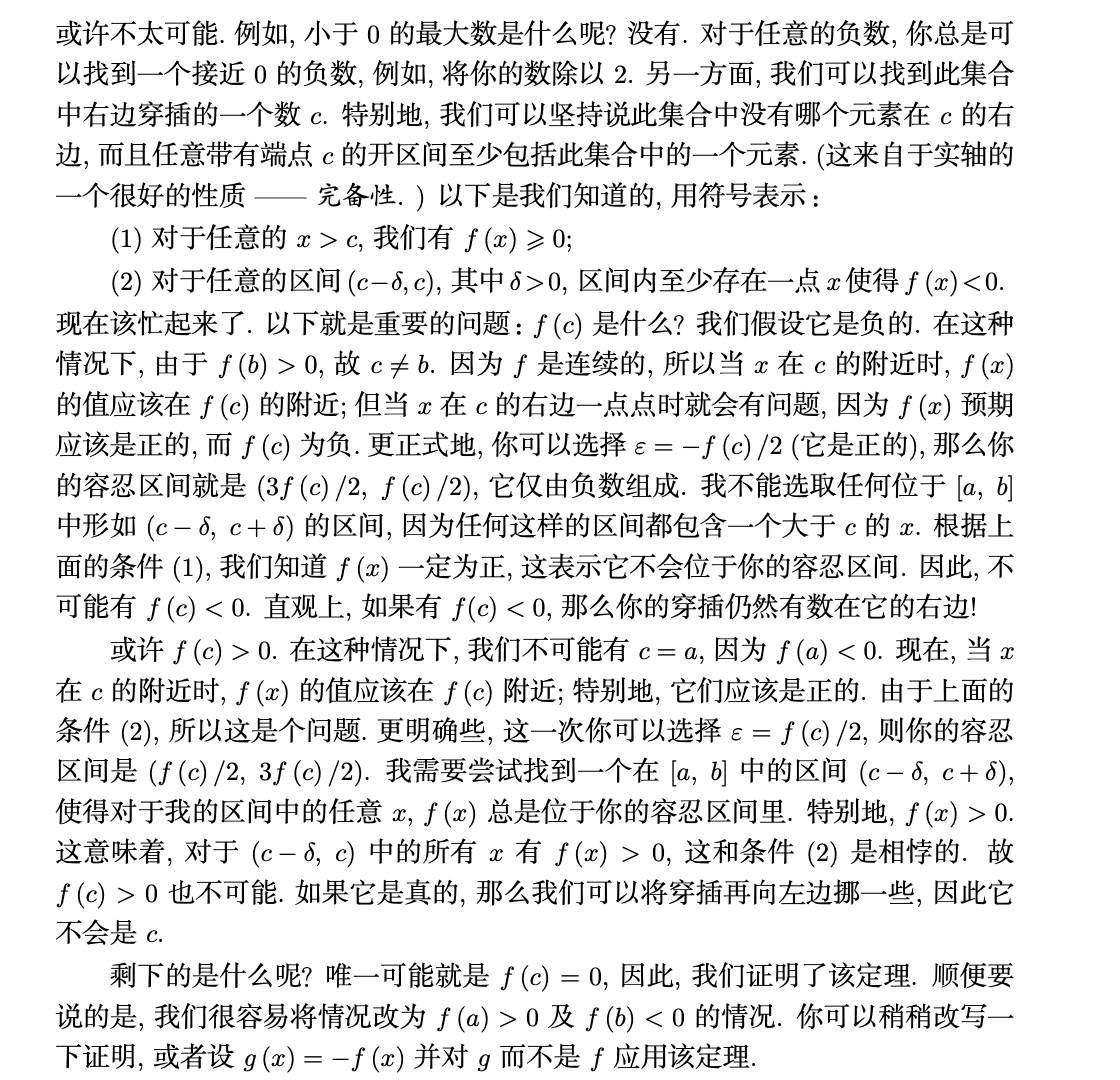 或许不太可能. 例如, 小于 0 的最大数是什么呢? 没有. 对于任意的负数, 你总是可
以找到一个接近 0 的负数, 例如, 将你的数除以 2. 另一方面, 我们可以找到此集合
中右边穿插的一个数 c. 特别地, 我们可以坚持说此集合中没有哪个元素在 c 的右
边, 而且任意带有端点 c 的开区间至少包括此集合中的一个元素. (这来自于实轴的
一个很好的性质 —— 完备性. ) 以下是我们知道的, 用符号表示:
(1) 对于任意的 x > c, 我们有 f (x) ⩾ 0;
(2) 对于任意的区间 (c−δ, c), 其中 δ>0, 区间内至少存在一点 x 使得 f (x)<0.
现在该忙起来了. 以下就是重要的问题: f (c) 是什么? 我们假设它是负的. 在这种
情况下, 由于 f (b) > 0, 故 c ≠ b. 因为 f 是连续的, 所以当 x 在 c 的附近时, f (x)
的值应该在 f (c) 的附近; 但当 x 在 c 的右边一点点时就会有问题, 因为 f (x) 预期
应该是正的, 而 f (c) 为负. 更正式地, 你可以选择 ε = −f (c) /2 (它是正的), 那么你
的容忍区间就是 (3f (c) /2, f (c) /2), 它仅由负数组成. 我不能选取任何位于 [a, b]
中形如 (c − δ, c + δ) 的区间, 因为任何这样的区间都包含一个大于 c 的 x. 根据上
面的条件 (1), 我们知道 f (x) 一定为正, 这表示它不会位于你的容忍区间. 因此, 不
可能有 f (c) < 0. 直观上, 如果有 f(c) < 0, 那么你的穿插仍然有数在它的右边!
或许 f (c) > 0. 在这种情况下, 我们不可能有 c = a, 因为 f (a) < 0. 现在, 当 x
在 c 的附近时, f (x) 的值应该在 f (c) 附近; 特别地, 它们应该是正的. 由于上面的
条件 (2), 所以这是个问题. 更明确些, 这一次你可以选择 ε = f (c) /2, 则你的容忍
区间是 (f (c) /2, 3f (c) /2). 我需要尝试找到一个在 [a, b] 中的区间 (c − δ, c + δ),
使得对于我的区间中的任意 x, f (x) 总是位于你的容忍区间里. 特别地, f (x) > 0.
这意味着, 对于 (c − δ, c) 中的所有 x 有 f (x) > 0, 这和条件 (2) 是相悖的. 故
f (c) > 0 也不可能. 如果它是真的, 那么我们可以将穿插再向左边挪一些, 因此它
不会是 c.
剩下的是什么呢? 唯一可能就是 f (c) = 0, 因此, 我们证明了该定理. 顺便要
说的是, 我们很容易将情况改为 f (a) > 0 及 f (b) < 0 的情况. 你可以稍稍改写一
下证明, 或者设 g (x) = −f (x) 并对 g 而不是 f 应用该定理.